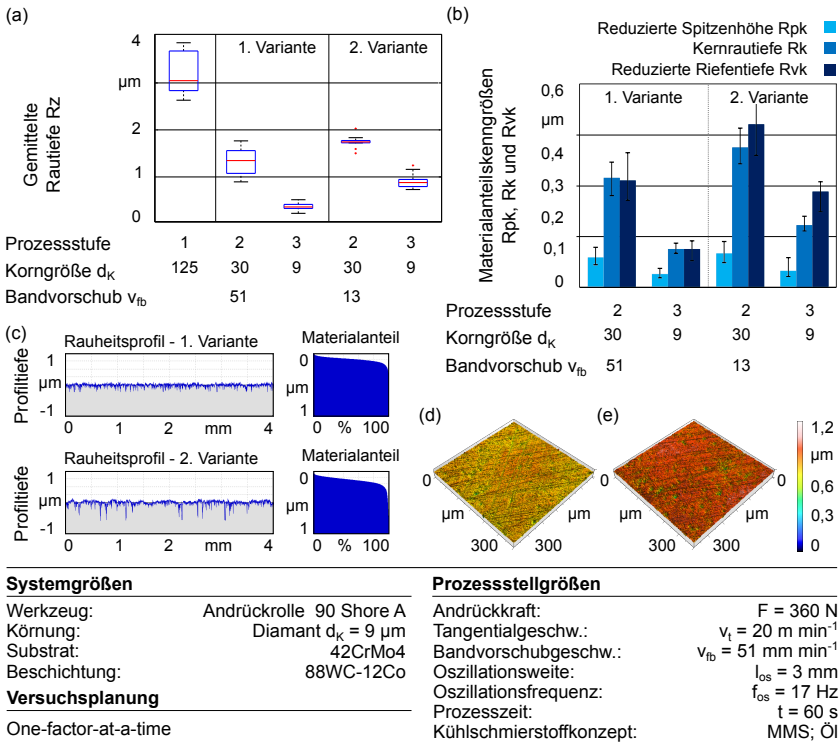 (a)
4
µm
2
1
0
Gemittelte
Rautiefe Rz
1. Variante
2. Variante
Prozessstufe 1 2 3 2 3
Korngröße dK 125 30 9 30 9
Bandvorschub vfb 51 13
(b)
Reduzierte Spitzenhöhe Rpk
Kernrautiefe Rk
Reduzierte Riefentiefe Rvk
Materialanteilskenngrößen
Rpk, Rk und Rvk
0,6
µm
0,4
0,3
0,1
0
1. Variante
2. Variante
Prozessstufe 2 3 2 3
Korngröße dK 30 9 30 9
Bandvorschub vfb 51 13
(c)
Rauheitsprofil - 1. Variante
Profiltiefe
1
µm
-1
0 1 2 mm 4
Materialanteil
0
µm
1
0 % 100
Rauheitsprofil - 2. Variante
Profiltiefe
1
µm
-1
0 1 2 mm 4
Materialanteil
0
µm
1
0 % 100
(d)
0
µm
300
0
µm
300
(e)
0
µm
300
0
µm
300
1,2
µm
0,6
0,3
0
Systemgrößen
Werkzeug: Andrückrolle 90 Shore A
Körnung: Diamant dK = 9 µm
Substrat: 42CrMo4
Beschichtung: 88WC-12Co
Versuchsplanung
One-factor-at-a-time
Prozessstellgrößen
Andrückkraft: F = 360 N
Tangentialgeschw.: vt = 20 m min-1
Bandvorschubgeschw.: vfb = 51 mm min-1
Oszillationsweite: los = 3 mm
Oszillationsfrequenz: fos = 17 Hz
Prozesszeit: t = 60 s
Kühlschmierstoffkonzept: MMS; Öl